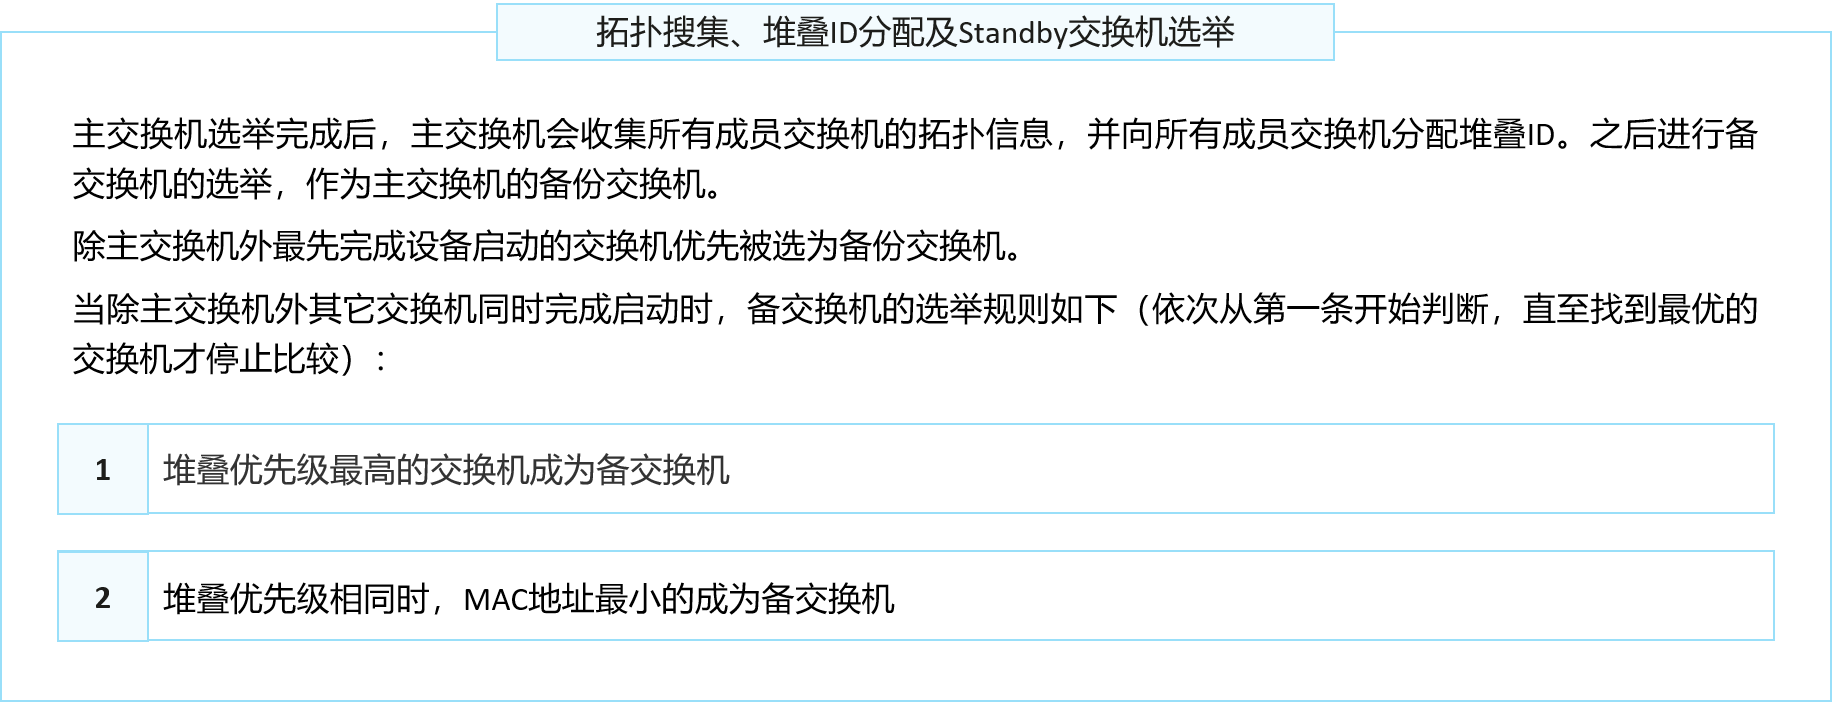 拓扑搜集、堆叠ID分配及Standby交换机选举
主交换机选举完成后，主交换机会收集所有成员交换机的拓扑信息，并向所有成员交换机分配堆叠ID。之后进行备
交换机的选举，作为主交换机的备份交换机。
除主交换机外最先完成设备启动的交换机优先被选为备份交换机。
当除主交换机外其它交换机同时完成启动时，备交换机的选举规则如下（依次从第一条开始判断，直至找到最优的
交换机才停止比较）：
1 堆叠优先级最高的交换机成为备交换机
2 堆叠优先级相同时，MAC地址最小的成为备交换机